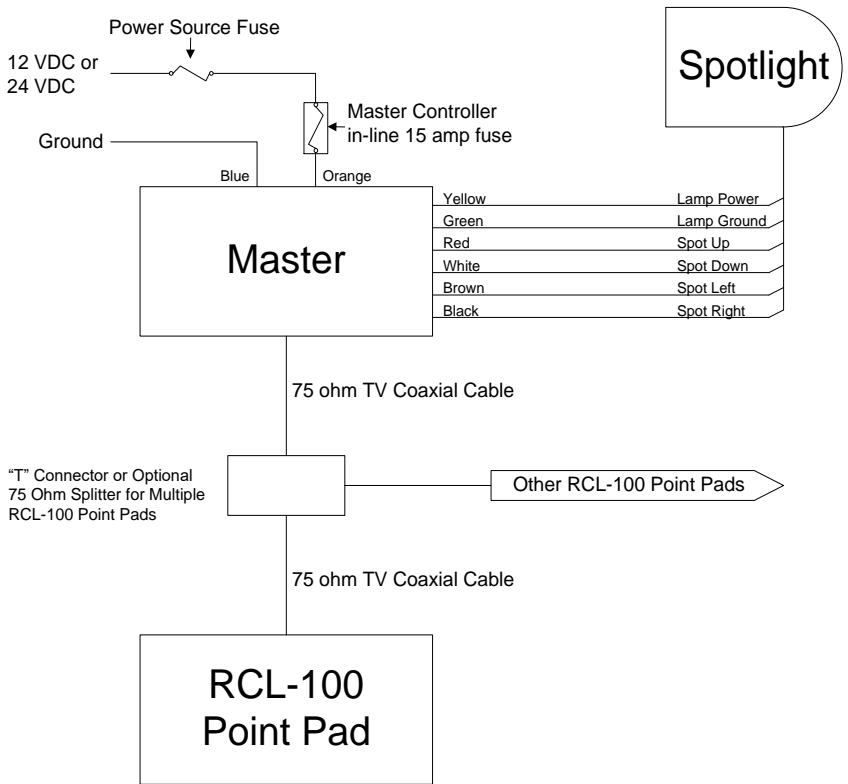 Power Source Fuse
12 VDC or
24 VDC
Spotlight
Master Controller
in-line 15 amp fuse
Ground
Blue
Orange
Master
Yellow Lamp Power
Green Lamp Ground
Red Spot Up
White Spot Down
Brown Spot Left
Black Spot Right
75 ohm TV Coaxial Cable
“T” Connector or Optional
75 Ohm Splitter for Multiple
RCL-100 Point Pads
Other RCL-100 Point Pads
75 ohm TV Coaxial Cable
RCL-100
Point Pad